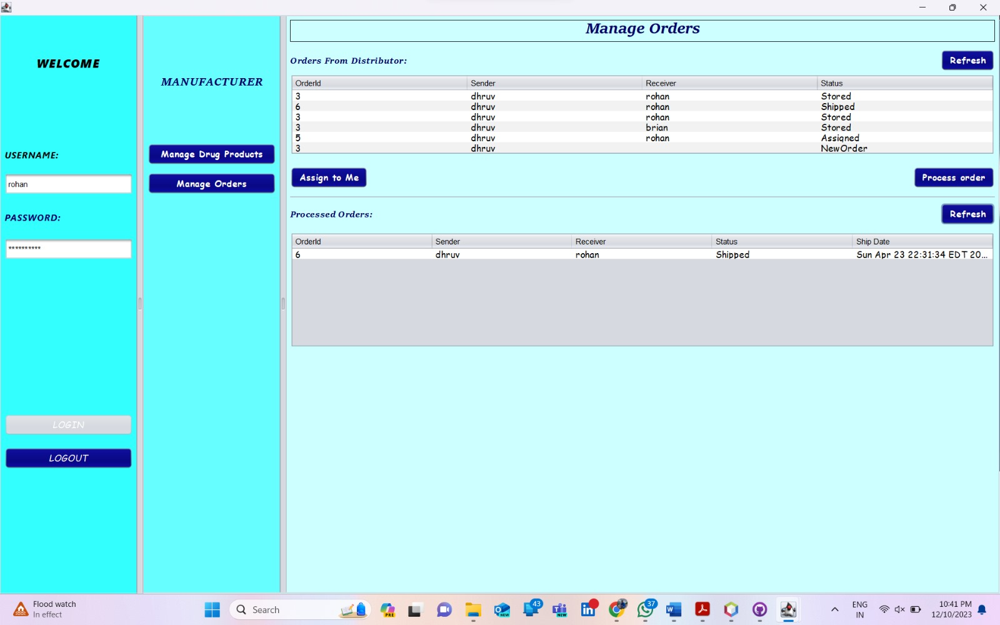 WELCOME
USERNAME:
rohan
PASSWORD:
**********
LOGIN
LOGOUT
MANUFACTURER
Manage Drug Products
Manage Orders
Manage Orders
Orders From Distributor:
Refresh
OrderId Sender Receiver Status
3 dhruv rohan Stored
6 dhruv rohan Shipped
3 dhruv rohan Stored
3 dhruv brian Stored
5 dhruv rohan Assigned
3 dhruv NewOrder
Assign to Me
Process order
Processed Orders:
Refresh
OrderId Sender Receiver Status Ship Date
6 dhruv rohan Shipped Sun Apr 23 22:31:34 EDT 20...
Flood watch
In effect
Search
PRE
NEW
43
NEW
37
ENG
IN
10:41 PM
12/10/2023